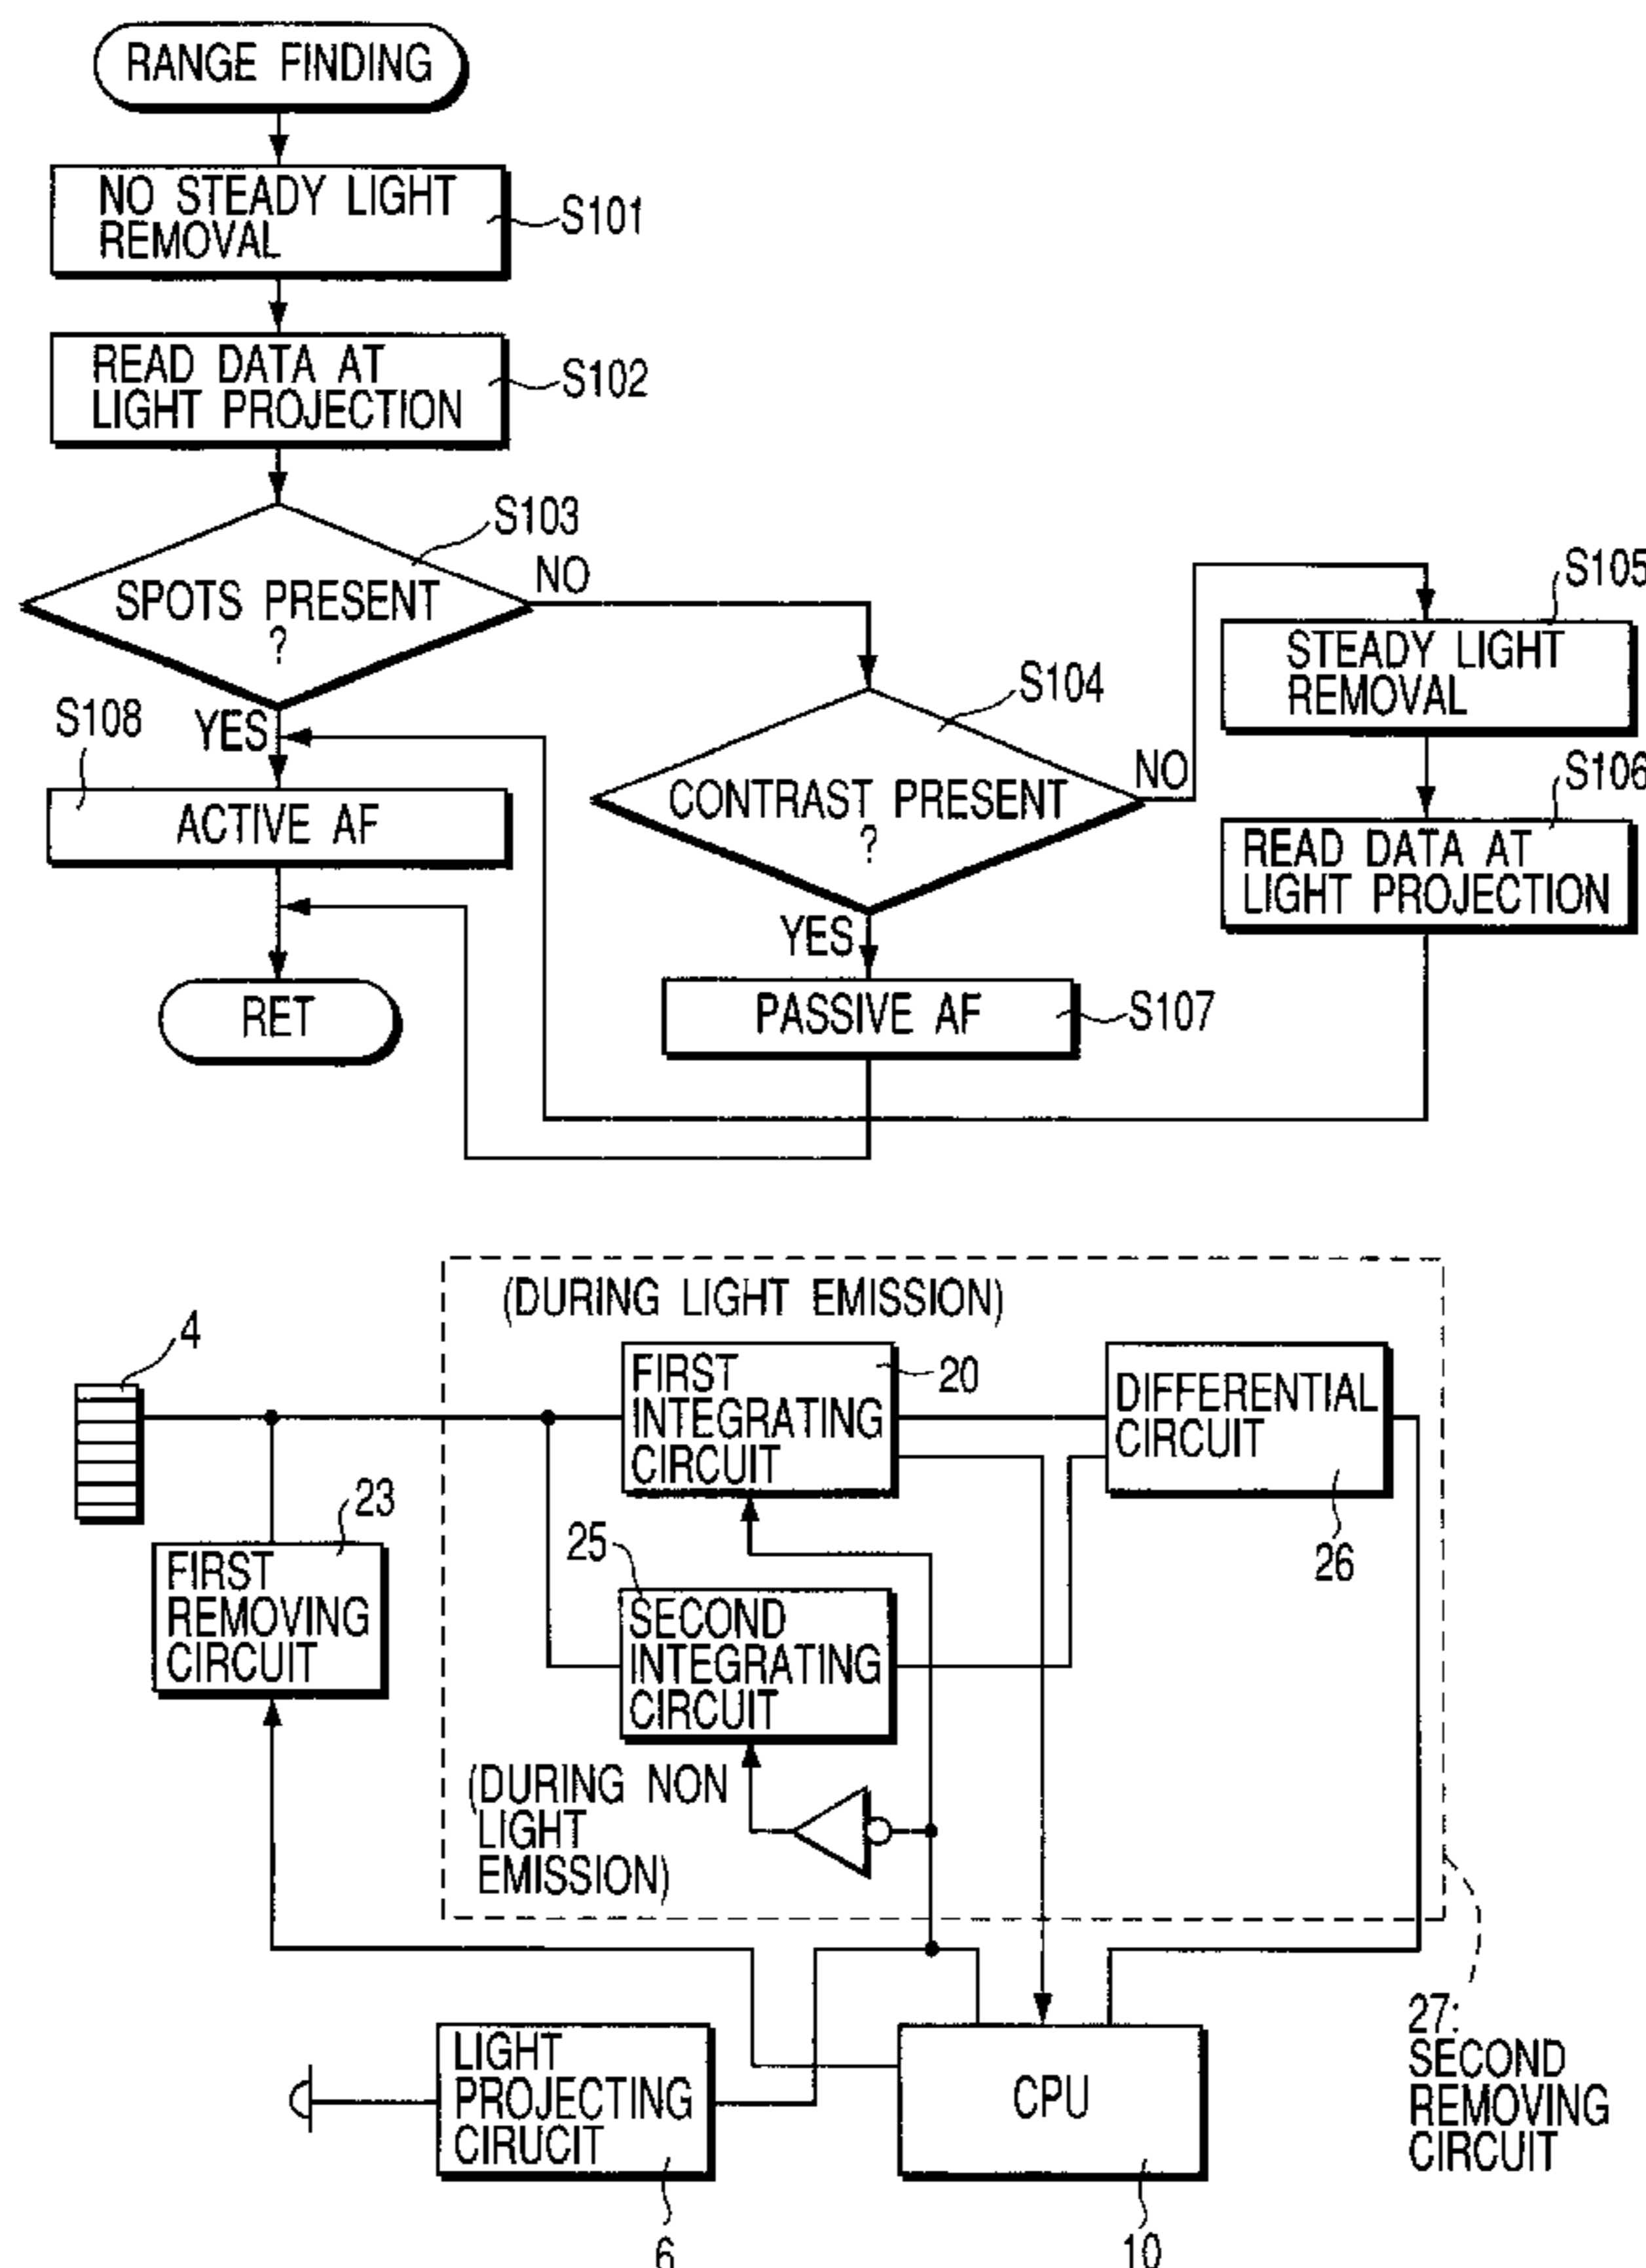 RANGE FINDING
NO STEADY LIGHT
REMOVAL
S101
READ DATA AT
LIGHT PROJECTION
S102
S103
SPOTS PRESENT
?
NO
YES
S108
ACTIVE AF
RET
S104
CONTRAST PRESENT
?
NO
YES
PASSIVE AF
S107
S105
STEADY LIGHT
REMOVAL
S106
READ DATA AT
LIGHT PROJECTION
(DURING LIGHT EMISSION)
4
FIRST
INTEGRATING
CIRCUIT
20
DIFFERENTIAL
CIRCUIT
26
23
FIRST
REMOVING
CIRCUIT
25
SECOND
INTEGRATING
CIRCUIT
(DURING NON
LIGHT
EMISSION)
LIGHT
PROJECTING
CIRUCIT
6
CPU
10
27:
SECOND
REMOVING
CIRCUIT